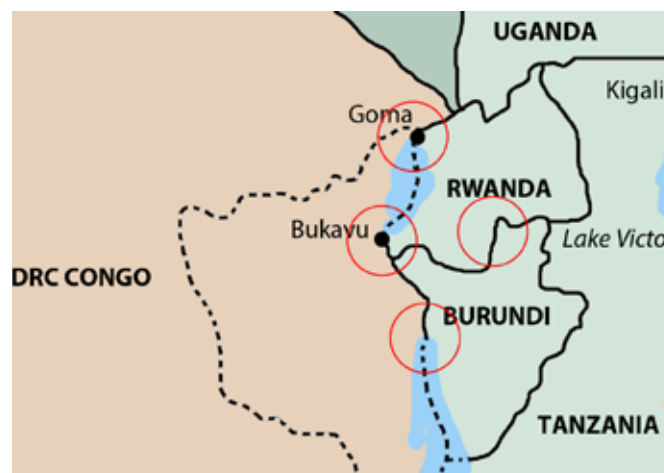 UGANDA
Kigali
Goma
RWANDA
Bukavu
Lake Victo
DRC CONGO
BURUNDI
TANZANIA